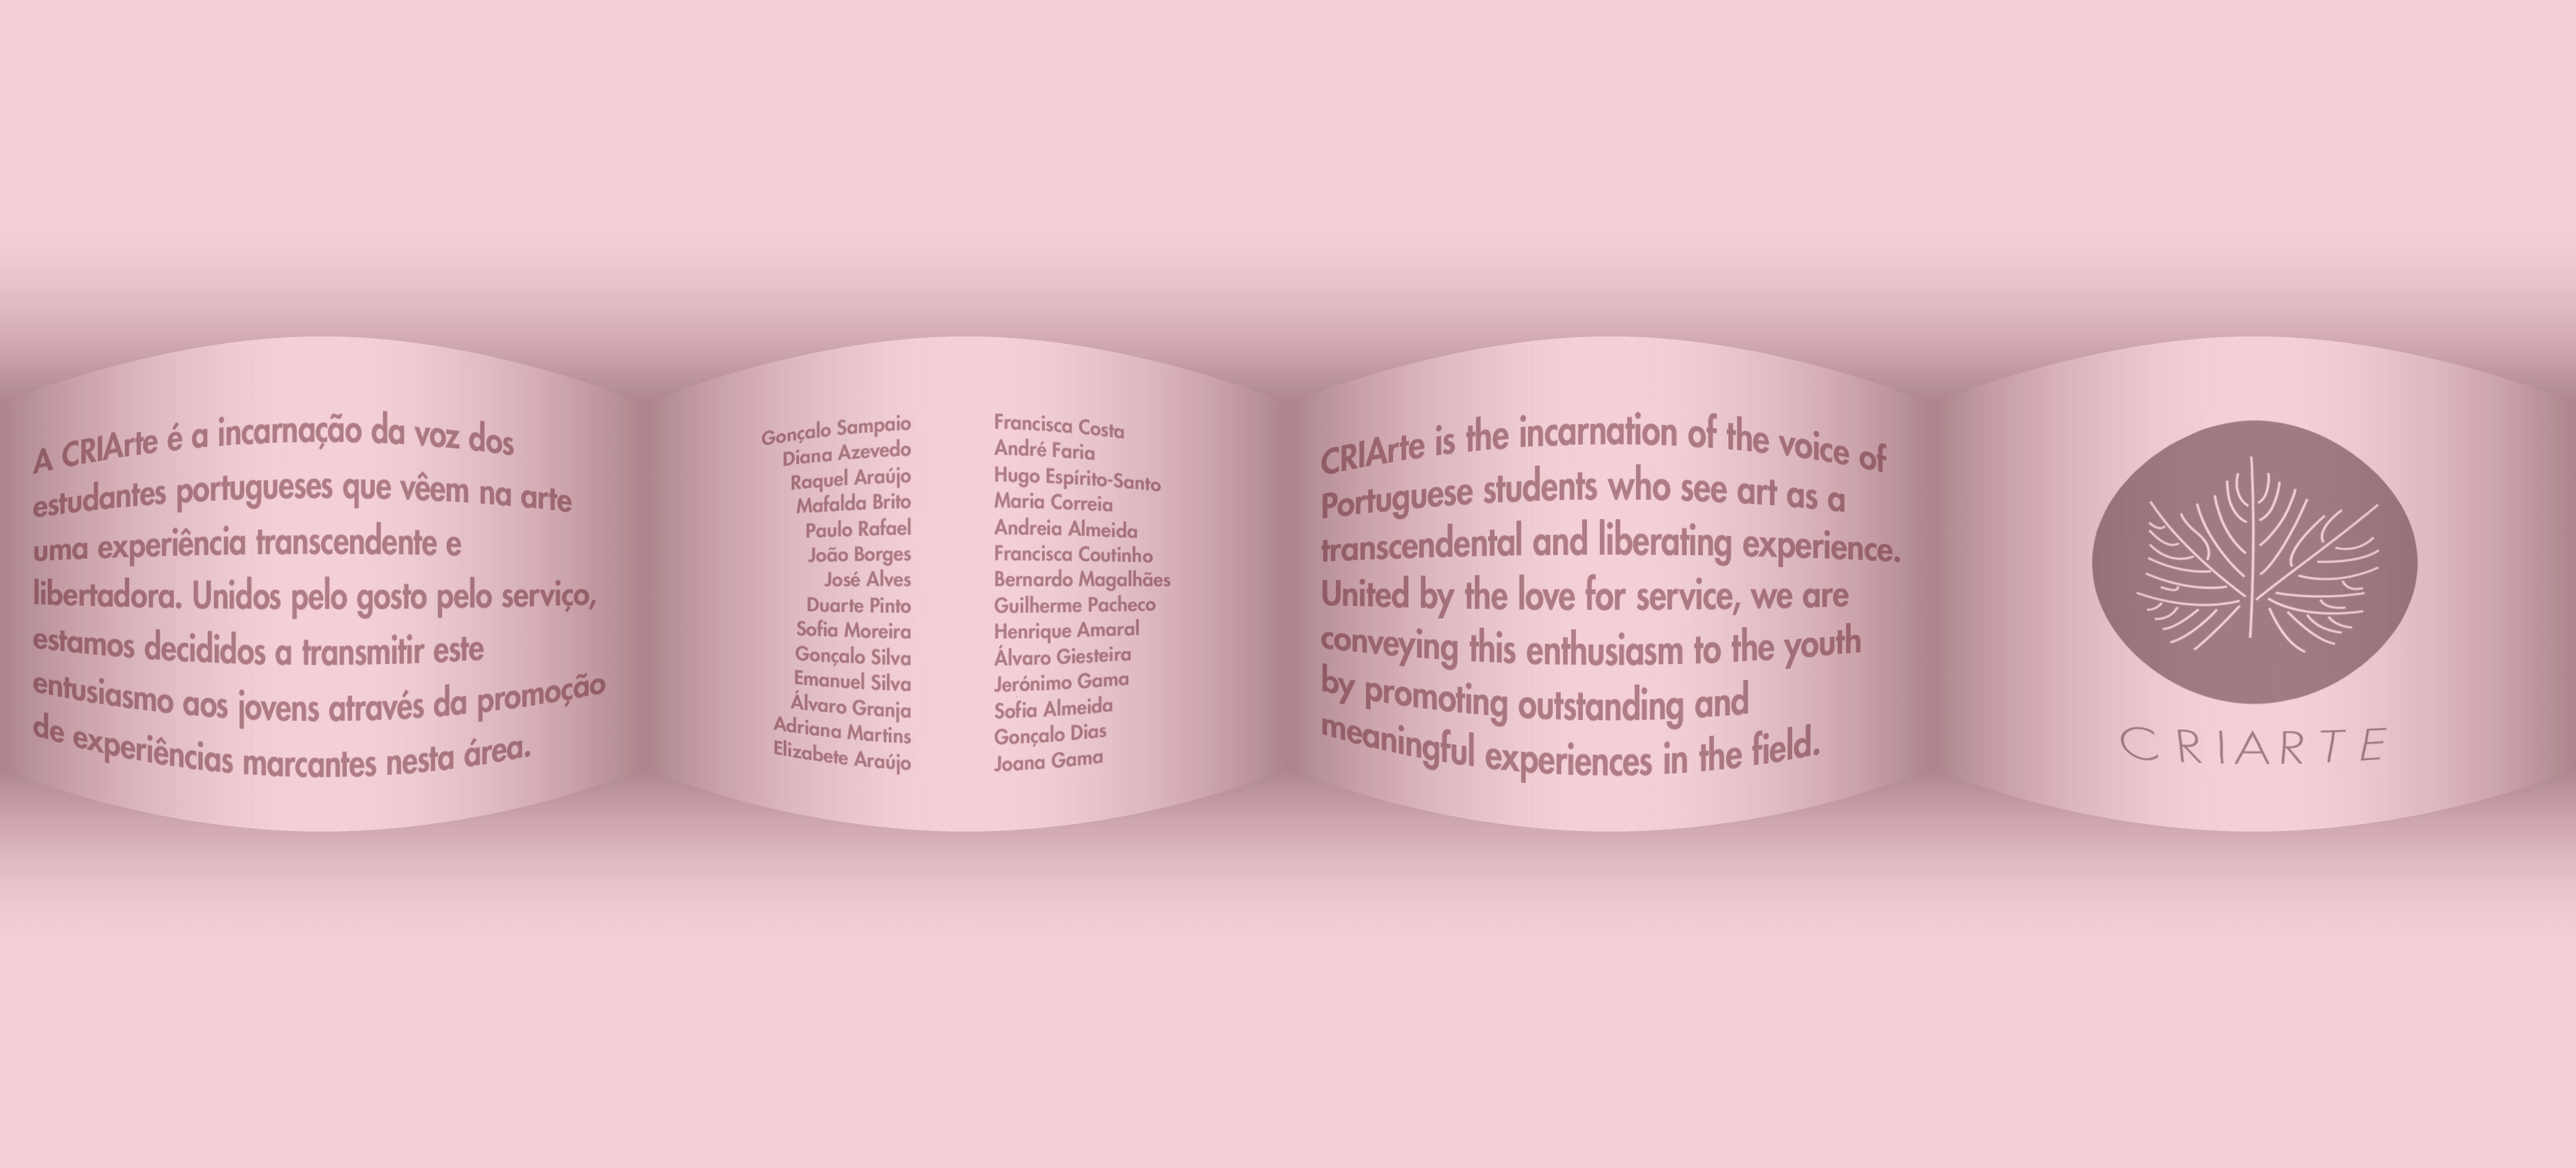 A CRIArte é a incarnação da voz dos
estudantes portugueses que vêem na arte
uma experiência transcendente e
libertadora. Unidos pelo gosto pelo serviço,
estamos decididos a transmitir este
entusiasmo aos jovens através da promoção
de experiências marcantes nesta área.
Gonçalo Sampaio
Diana Azevedo
Raquel Araújo
Mafalda Brito
Paulo Rafael
João Borges
José Alves
Duarte Pinto
Sofia Moreira
Gonçalo Silva
Emanuel Silva
Álvaro Granja
Adriana Martins
Elizabete Araújo
Francisca Costa
André Faria
Hugo Espírito-Santo
Maria Correia
Andreia Almeida
Francisca Coutinho
Bernardo Magalhães
Guilherme Pacheco
Henrique Amaral
Álvaro Giesteira
Jerónimo Gama
Sofia Almeida
Gonçalo Dias
Joana Gama
CRIArte is the incarnation of the voice of
Portuguese students who see art as a
transcendental and liberating experience.
United by the love for service, we are
conveying this enthusiasm to the youth
by promoting outstanding and
meaningful experiences in the field.
CRIARTE